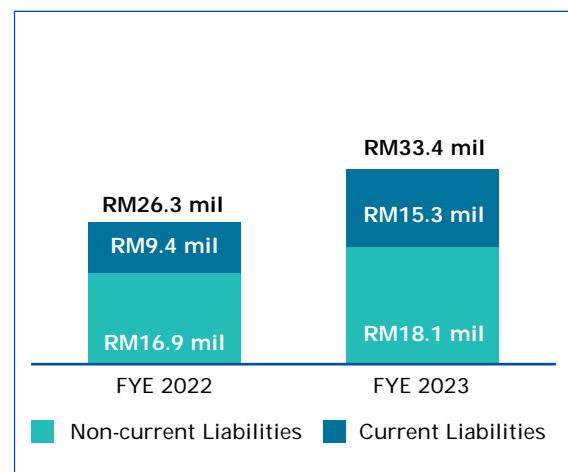 RM33.4 mil
RM26.3 mil
RM15.3 mil
RM9.4 mil
RM18.1 mil
RM16.9 mil
FYE 2022 FYE 2023
Non-current Liabilities Current Liabilities